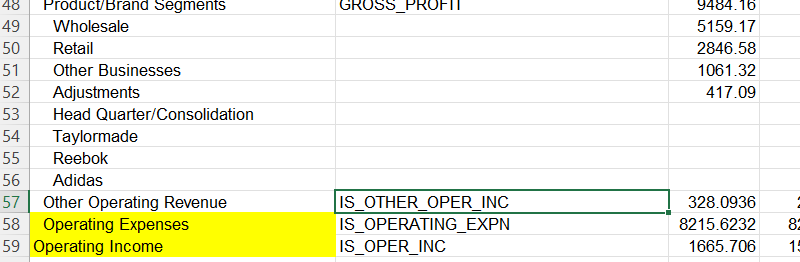 48 Product/Brand Segments GROSS_PROFIT 9484.16
49 Wholesale 5159.17
50 Retail 2846.58
51 Other Businesses 1061.32
52 Adjustments 417.09
53 Head Quarter/Consolidation
54 Taylormade
55 Reebok
56 Adidas
57 Other Operating Revenue IS_OTHER_OPER_INC 328.0936
58 Operating Expenses IS_OPERATING_EXPN 8215.6232
59 Operating Income IS_OPER_INC 1665.706